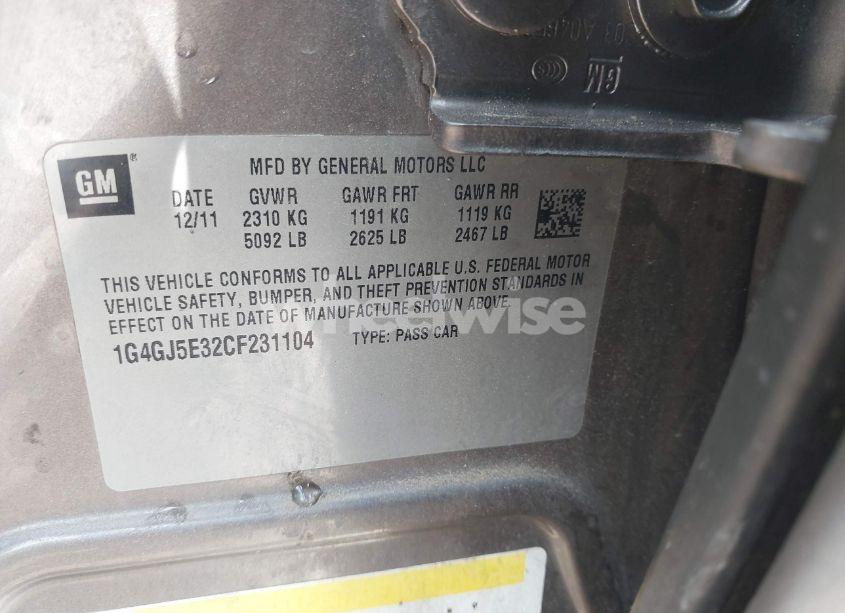 GM
GM ®
MFD BY GENERAL MOTORS LLC
DATE GVWR GAWR FRT GAWR RR
12/11 2310 KG 1191 KG 1119 KG
5092 LB 2625 LB 2467 LB
THIS VEHICLE CONFORMS TO ALL APPLICABLE U.S. FEDERAL MOTOR
VEHICLE SAFETY, BUMPER, AND THEFT PREVENTION STANDARDS IN
EFFECT ON THE DATE OF MANUFACTURE SHOWN ABOVE.
1G4GJ5E32CF231104 TYPE: PASS CAR
wheelwise